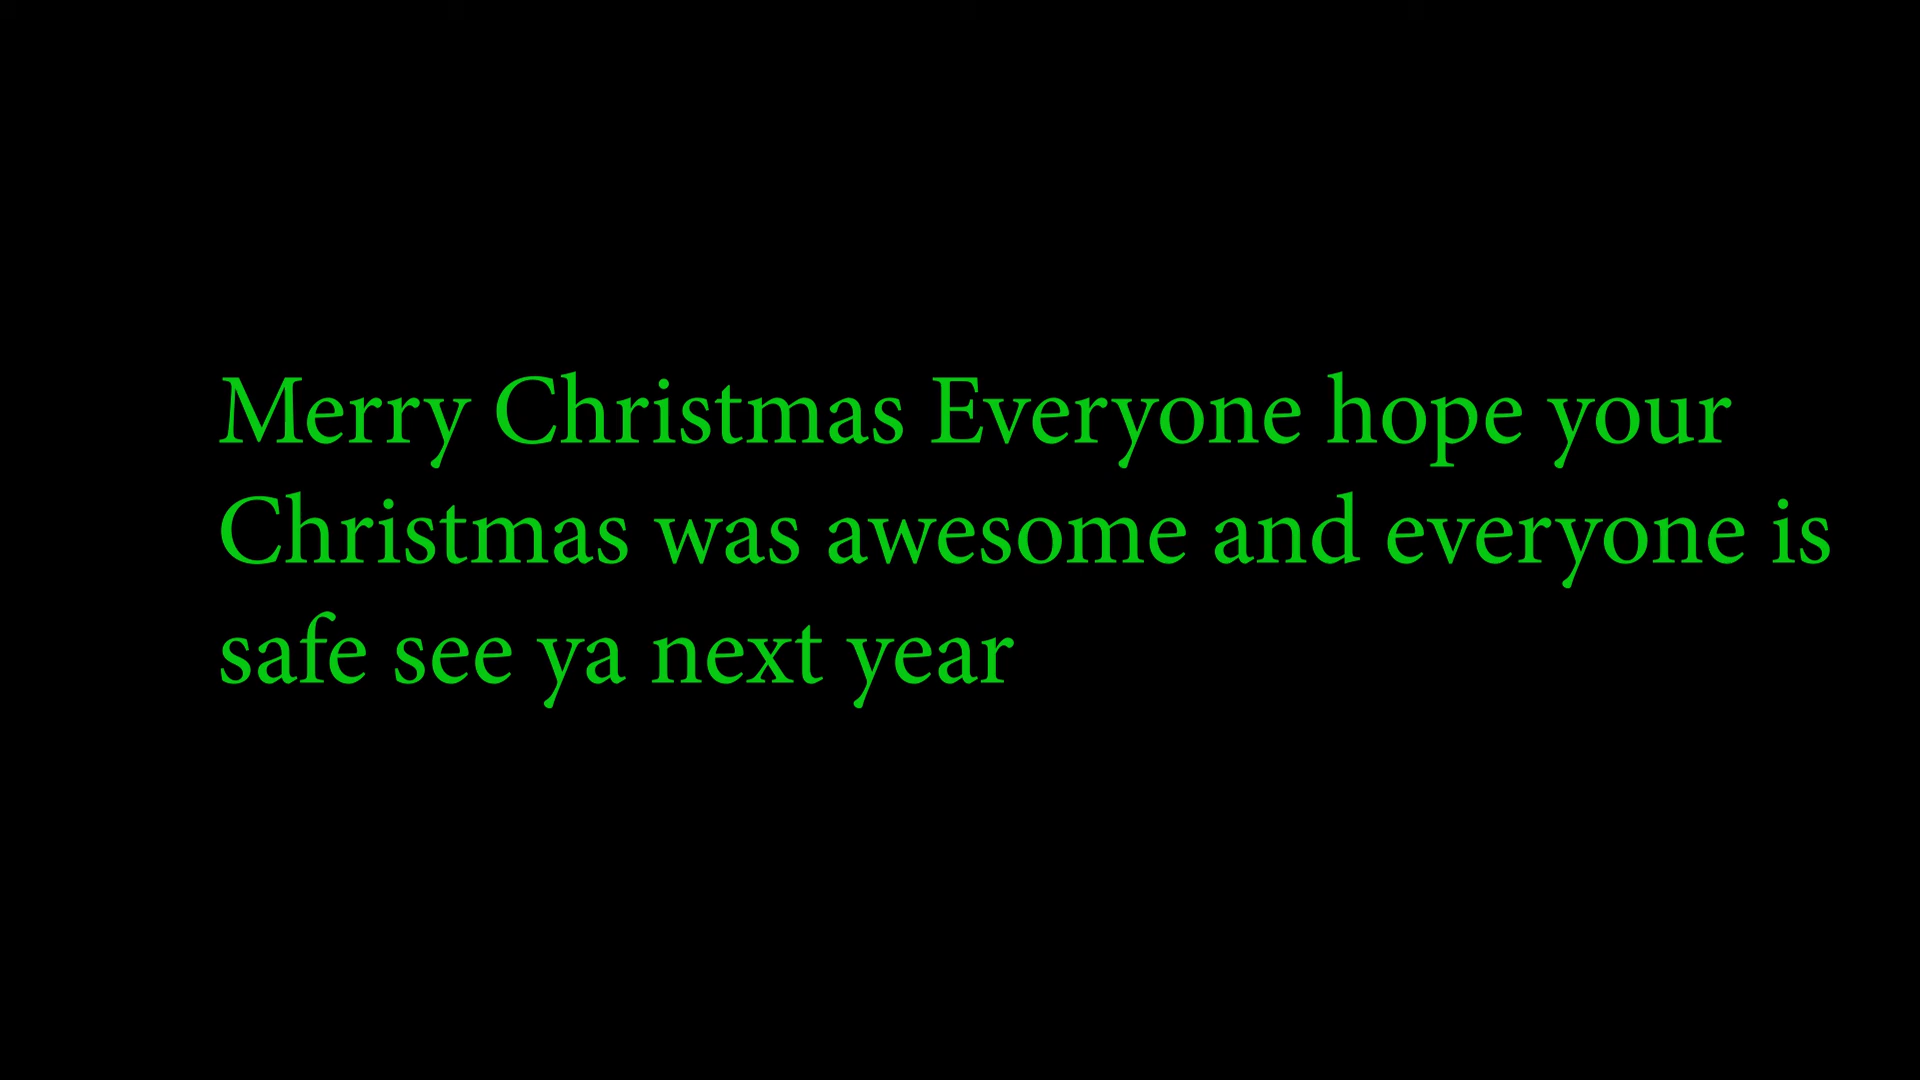 Merry Christmas Everyone hope your
Christmas was awesome and everyone is
safe see ya next year